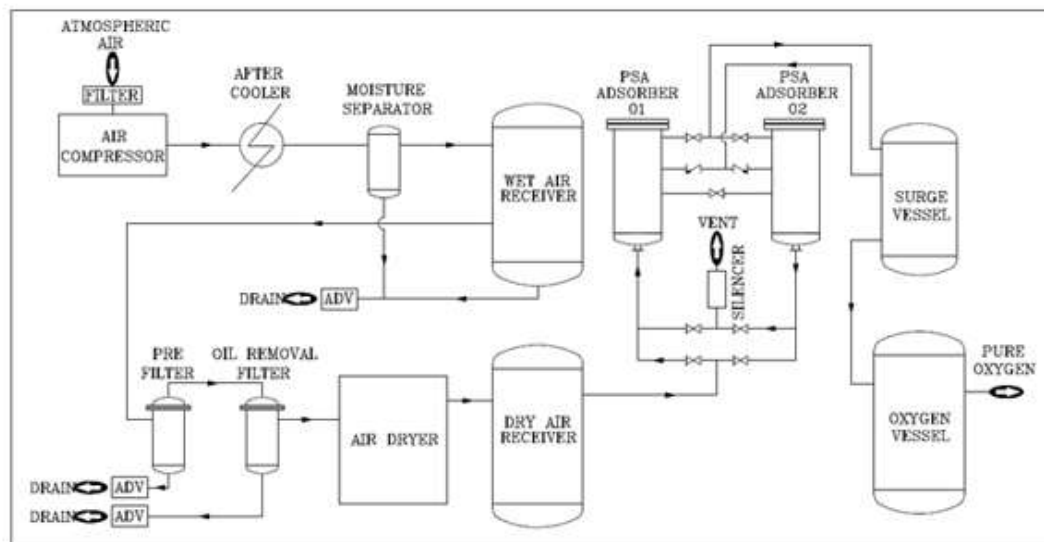 ATMOSPHERIC
AIR
FILTER
AIR
COMPRESSOR
AFTER
COOLER
MOISTURE
SEPARATOR
WET AIR
RECEIVER
PSA
ADSORBER
01
PSA
ADSORBER
02
SURGE
VESSEL
VENT
SILENCER
DRAIN
ADV
PRE
FILTER
OIL REMOVAL
FILTER
AIR DRYER
DRY AIR
RECEIVER
PURE
OXYGEN
OXYGEN
VESSEL
DRAIN
ADV
DRAIN
ADV